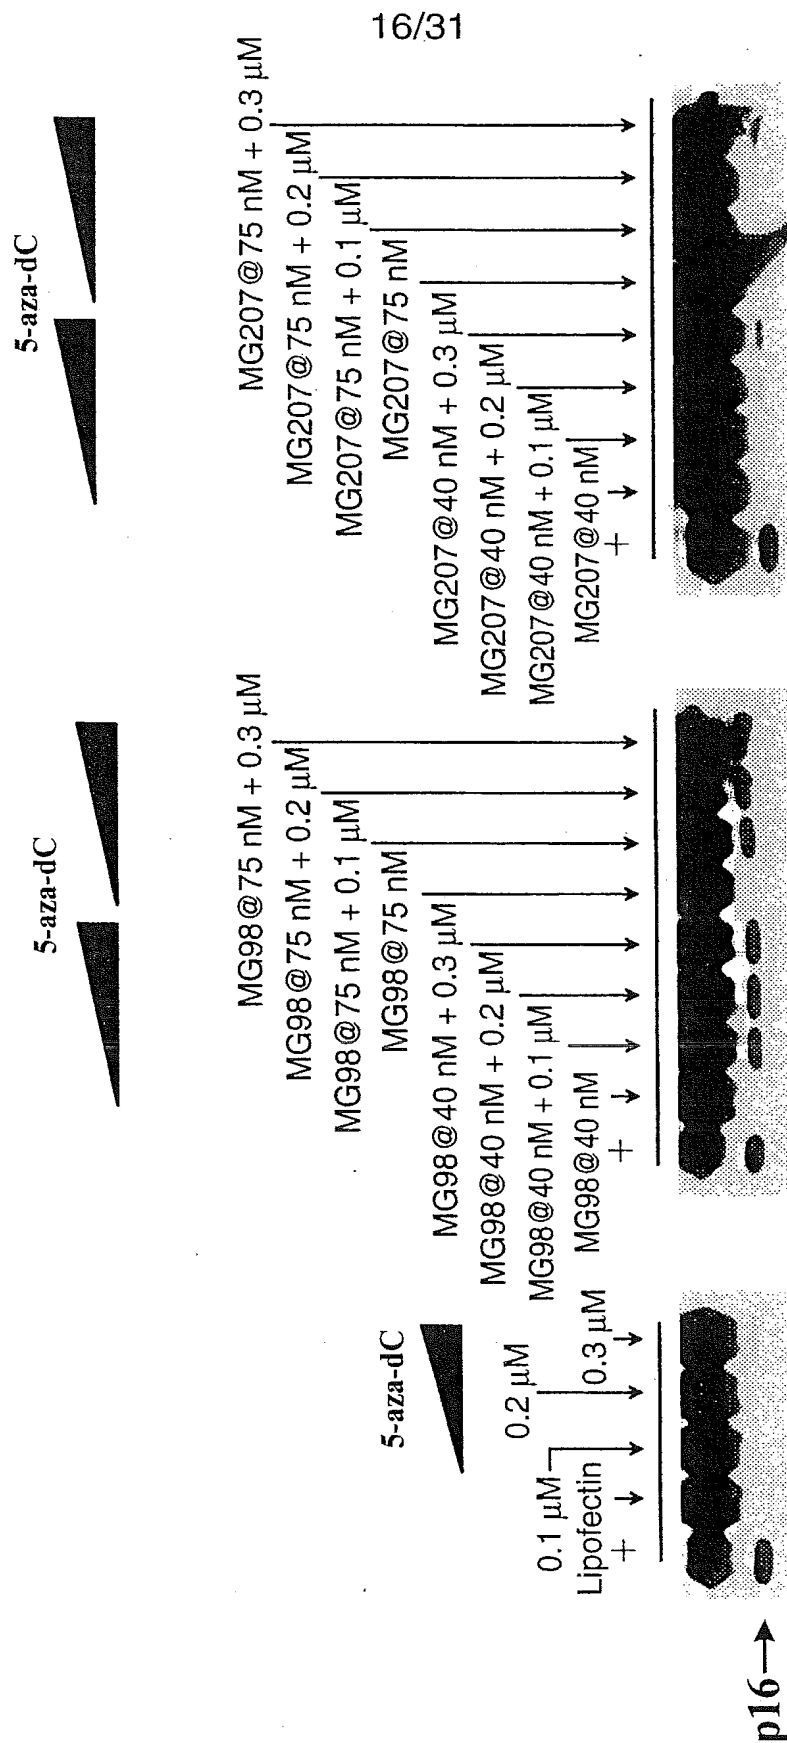 16/31
5-aza-dC
0.1 µM
Lipofectin
+
0.2 µM
0.3 µM
5-aza-dC
MG98@75 nM + 0.3 µM
MG98@75 nM + 0.2 µM
MG98@75 nM + 0.1 µM
MG98@75 nM
MG98@40 nM + 0.3 µM
MG98@40 nM + 0.2 µM
MG98@40 nM + 0.1 µM
MG98@40 nM
+
5-aza-dC
MG207@75 nM + 0.3 µM
MG207@75 nM + 0.2 µM
MG207@75 nM + 0.1 µM
MG207@75 nM
MG207@40 nM + 0.3 µM
MG207@40 nM + 0.2 µM
MG207@40 nM + 0.1 µM
MG207@40 nM
+
p16→